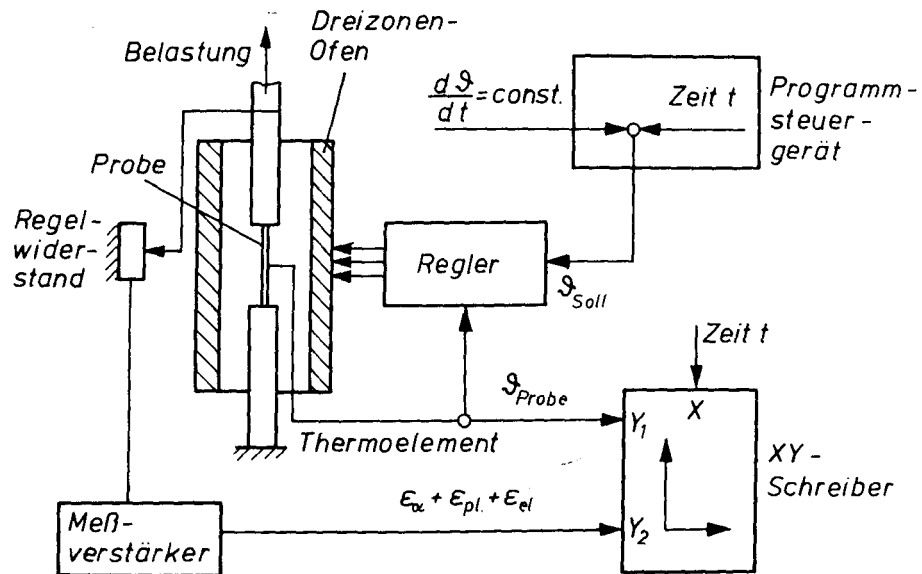 Dreizonen-
Ofen
Belastung
dϑ/dt = const.
Zeit t
Programm-
steuer-
gerät
Probe
Regel-
wider-
stand
Regler
ϑSoll
Zeit t
ϑProbe
Thermoelement
X
Y1
XY-
Schreiber
εα + εpl. + εel
Y2
Meß-
verstärker